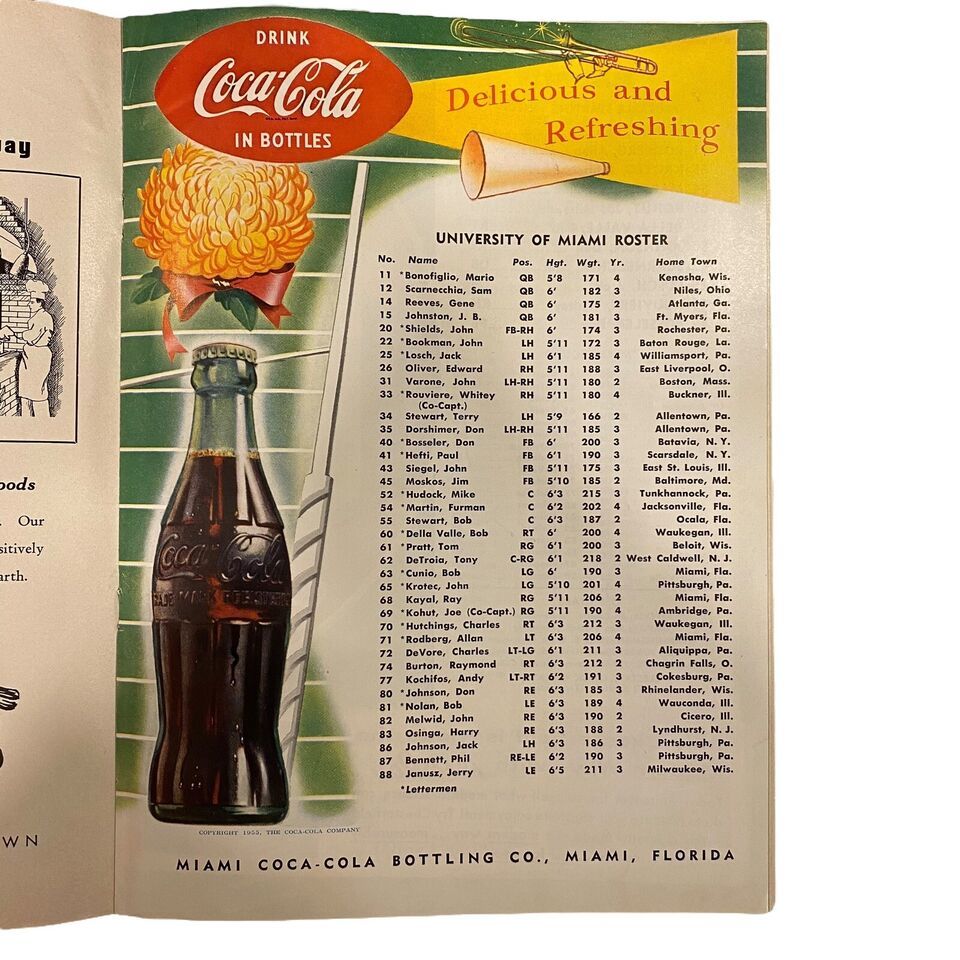 way
oods
. Our
sitively
arth.
WN
DRINK
Coca-Cola
IN BOTTLES
Delicious and
Refreshing
UNIVERSITY OF MIAMI ROSTER
No. Name Pos. Hgt. Wgt. Yr. Home Town
11 *Bonofiglio, Mario QB 5'8 171 4 Kenosha, Wis.
12 Scarnecchia, Sam QB 6' 182 3 Niles, Ohio
14 Reeves, Gene QB 6' 175 2 Atlanta, Ga.
15 Johnston, J. B. QB 6' 181 3 Ft. Myers, Fla.
20 *Shields, John FB-RH 6' 174 3 Rochester, Pa.
22 *Bookman, John LH 5'11 172 3 Baton Rouge, La.
25 *Losch, Jack LH 6'1 185 4 Williamsport, Pa.
26 Oliver, Edward RH 5'11 188 3 East Liverpool, O.
31 Varone, John LH-RH 5'11 180 2 Boston, Mass.
33 *Rouviere, Whitey RH 5'11 180 4 Buckner, Ill.
(Co-Capt.)
34 Stewart, Terry LH 5'9 166 2 Allentown, Pa.
35 Dorshimer, Don LH-RH 5'11 185 3 Allentown, Pa.
40 *Bosseler, Don FB 6' 200 3 Batavia, N. Y.
41 *Hefti, Paul FB 6'1 190 3 Scarsdale, N. Y.
43 Siegel, John FB 5'11 175 3 East St. Louis, Ill.
45 Moskos, Jim FB 5'10 185 2 Baltimore, Md.
52 *Hudock, Mike C 6'3 215 3 Tunkhannock, Pa.
54 *Martin, Furman C 6'2 202 4 Jacksonville, Fla.
55 Stewart, Bob C 6'3 187 2 Ocala, Fla.
60 *Della Valle, Bob RT 6' 200 4 Waukegan, Ill.
61 *Pratt, Tom RG 6'1 200 3 Beloit, Wis.
62 DeTroia, Tony C-RG 6'1 218 2 West Caldwell, N. J.
63 *Cunio, Bob LG 6' 190 3 Miami, Fla.
65 *Krotec, John LG 5'10 201 4 Pittsburgh, Pa.
68 Kayal, Ray RG 5'11 206 2 Miami, Fla.
69 *Kohut, Joe (Co-Capt.) RG 5'11 190 4 Ambridge, Pa.
70 *Hutchings, Charles RT 6'3 212 3 Waukegan, Ill.
71 *Rodberg, Allan LT 6'3 206 4 Miami, Fla.
72 DeVore, Charles LT-LG 6'1 211 3 Aliquippa, Pa.
74 Burton, Raymond RT 6'3 212 2 Chagrin Falls, O.
77 Kochifos, Andy LT-RT 6'2 191 3 Cokesburg, Pa.
80 *Johnson, Don RE 6'3 185 3 Rhinelander, Wis.
81 *Nolan, Bob LE 6'3 189 4 Wauconda, Ill.
82 Melwid, John RE 6'3 190 2 Cicero, Ill.
83 Osinga, Harry RE 6'3 188 2 Lyndhurst, N. J.
86 Johnson, Jack LH 6'3 186 3 Pittsburgh, Pa.
87 Bennett, Phil RE-LE 6'2 190 3 Pittsburgh, Pa.
88 Janusz, Jerry LE 6'5 211 3 Milwaukee, Wis.
*Lettermen
Coca-Cola
TRADE MARK REGISTERED
COPYRIGHT 1955, THE COCA-COLA COMPANY
MIAMI COCA-COLA BOTTLING CO., MIAMI, FLORIDA